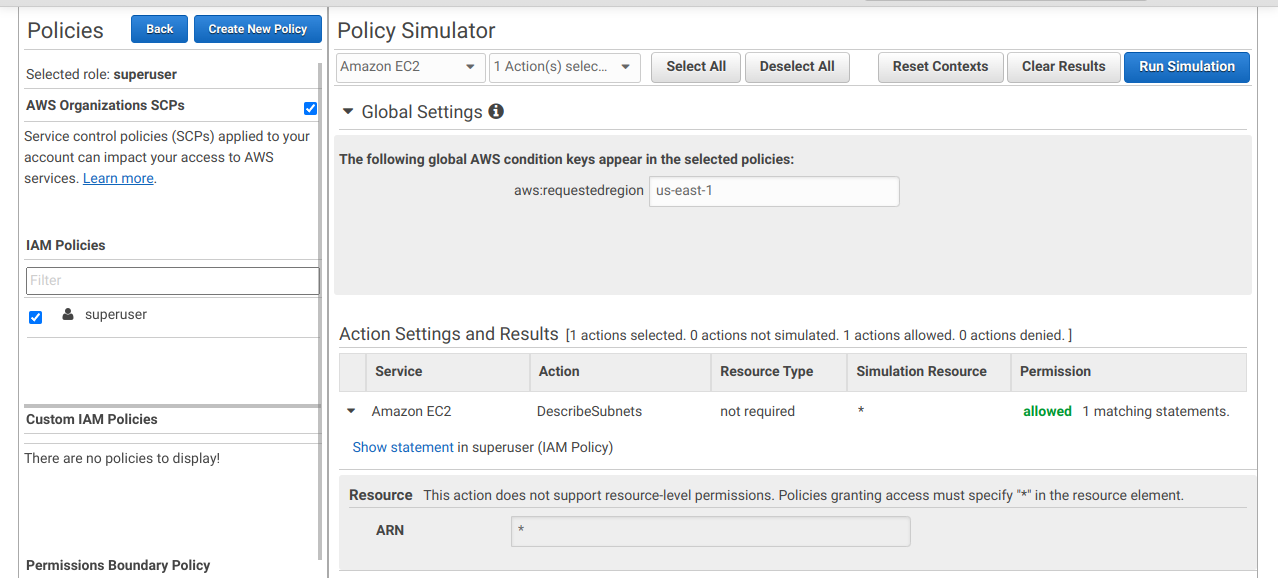 Policies
Back
Create New Policy
Selected role: superuser
AWS Organizations SCPs
Service control policies (SCPs) applied to your
account can impact your access to AWS
services. Learn more.
IAM Policies
Filter
superuser
Custom IAM Policies
There are no policies to display!
Permissions Boundary Policy
Policy Simulator
Amazon EC2
1 Action(s) selec...
Select All
Deselect All
Reset Contexts
Clear Results
Run Simulation
Global Settings
The following global AWS condition keys appear in the selected policies:
aws:requestedregion us-east-1
Action Settings and Results [1 actions selected. 0 actions not simulated. 1 actions allowed. 0 actions denied. ]
Service Action Resource Type Simulation Resource Permission
Amazon EC2 DescribeSubnets not required * allowed 1 matching statements.
Show statement in superuser (IAM Policy)
Resource This action does not support resource-level permissions. Policies granting access must specify "*" in the resource element.
ARN *